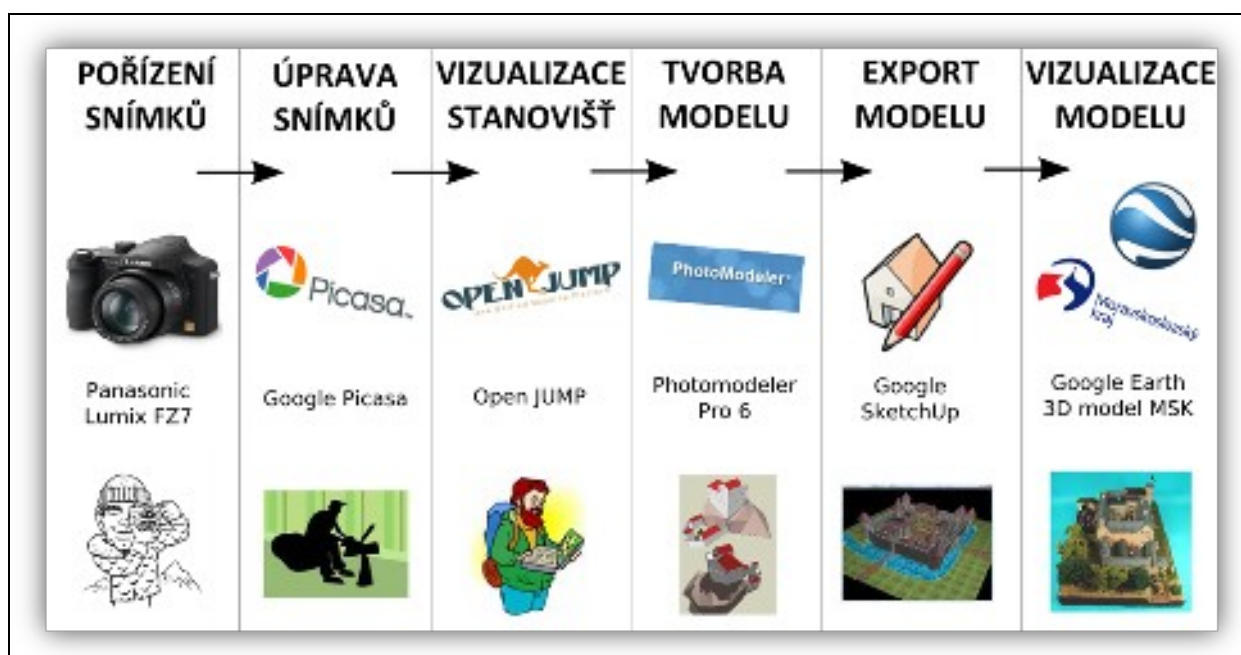 POŘÍZENÍ
SNÍMKŮ
ÚPRAVA
SNÍMKŮ
VIZUALIZACE
STANOVIŠŤ
TVORBA
MODELU
EXPORT
MODELU
VIZUALIZACE
MODELU
Picasa
OPEN JUMP
PhotoModeler
Moravskoslezský
kraj
Panasonic
Lumix FZ7
Google Picasa
Open JUMP
Photomodeler
Pro 6
Google
SketchUp
Google Earth
3D model MSK